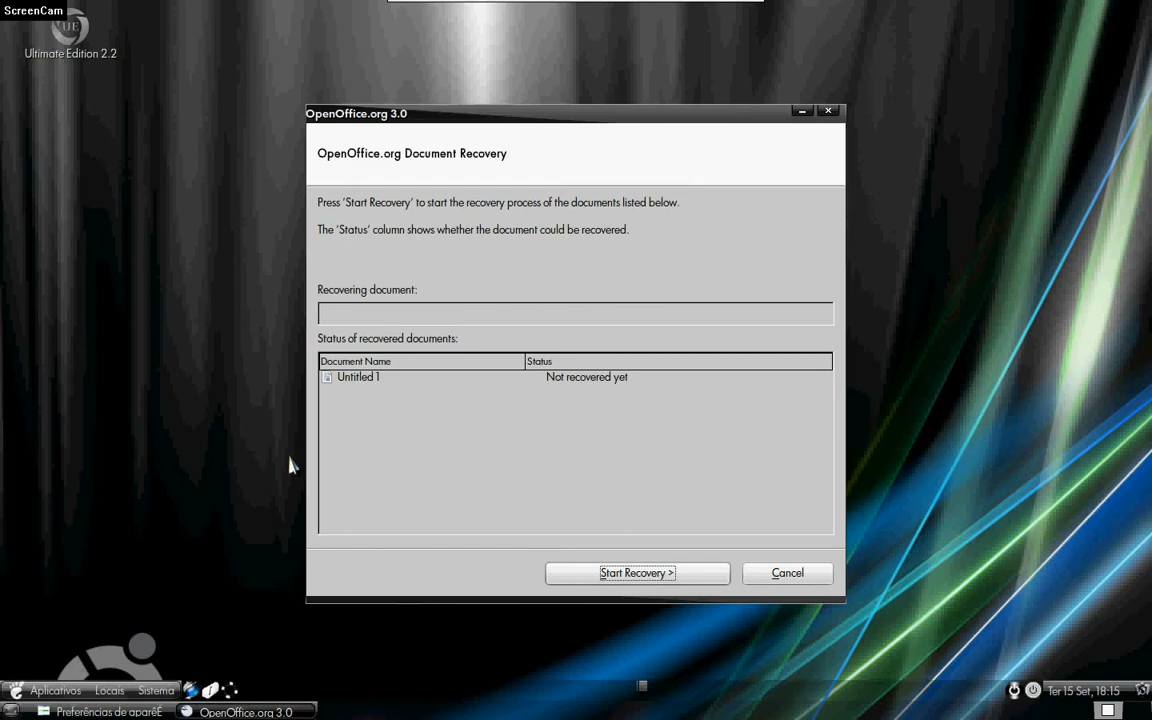 ScreenCam
Ultimate Edition 2.2
OpenOffice.org 3.0
OpenOffice.org Document Recovery
Press 'Start Recovery' to start the recovery process of the documents listed below.
The 'Status' column shows whether the document could be recovered.
Recovering document:
Status of recovered documents:
Document Name Status
Untitled 1 Not recovered yet
Start Recovery > Cancel
Aplicativos Locais Sistema Ter 15 Set, 18:15
Preferências de aparêE OpenOffice.org 3.0